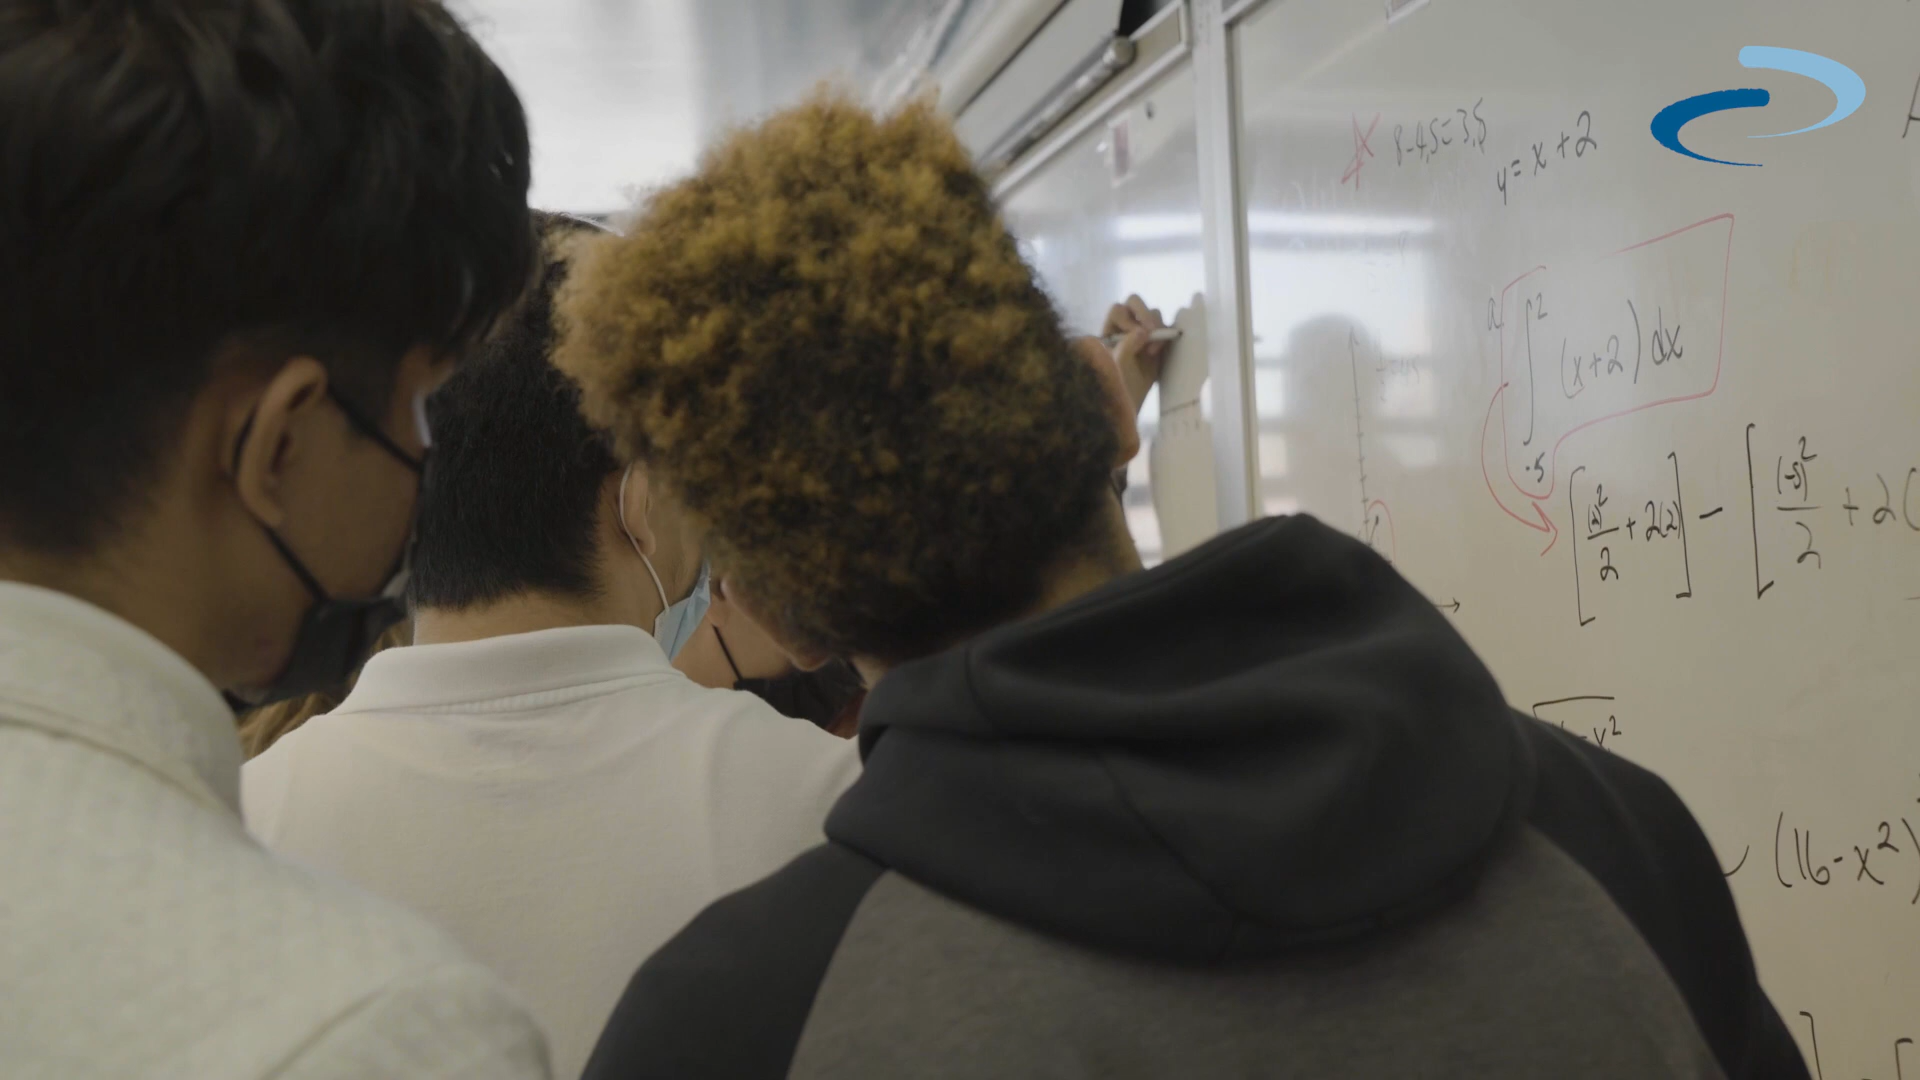 8-4.5=3.5
y=x+2
a
∫ 2 (x+2)dx
-5
[(2)²/2 + 2(2)] - [(-5)²/2 + 2(
(16-x²)